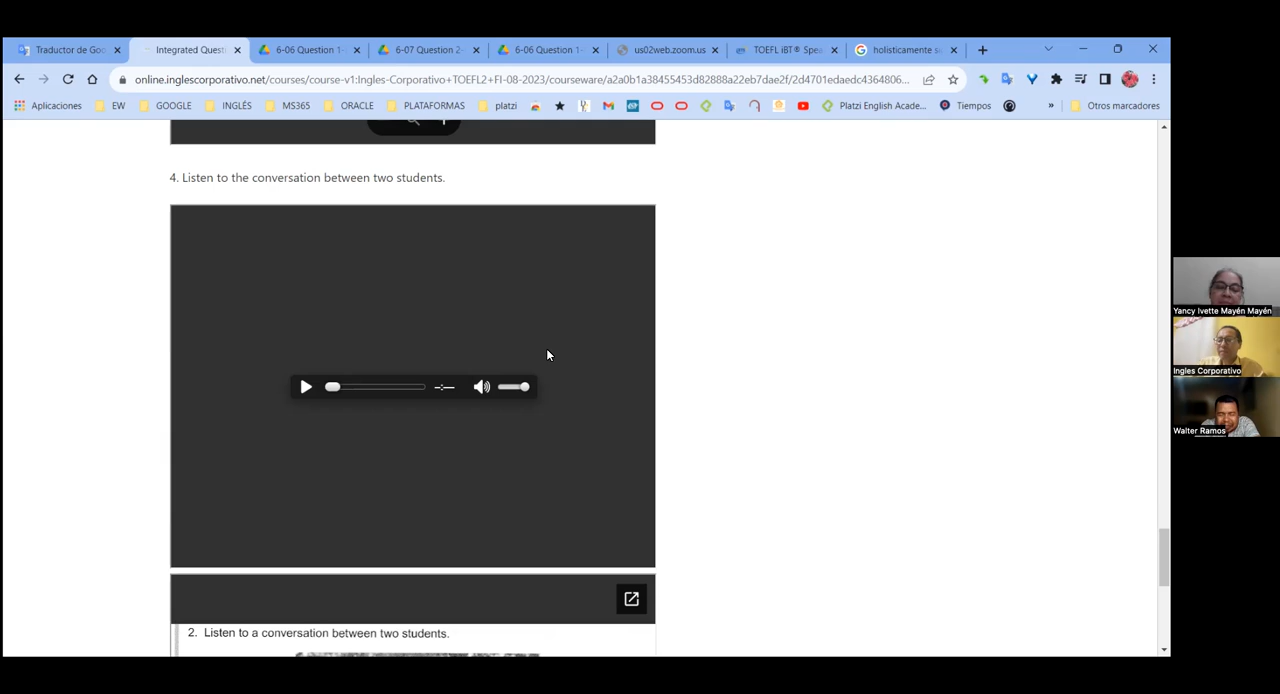 Traductor de Goo
Integrated Questi
6-06 Question 1-
6-07 Question 2-
6-06 Question 1-
us02web.zoom.us
TOEFL iBT® Spea
holisticamente si
online.inglescorporativo.net/courses/course-v1:Ingles-Corporativo+TOEFL2+FI-08-2023/courseware/a2a0b1a38455453d82888a22eb7dae2f/2d4701edaedc4364806...
Aplicaciones
EW
GOOGLE
INGLÉS
MS365
ORACLE
PLATAFORMAS
platzi
Platzi English Acade...
Tiempos
»
Otros marcadores
4. Listen to the conversation between two students.
-:--
2. Listen to a conversation between two students.
Yancy Ivette Mayén Mayén
Ingles Corporativo
Walter Ramos